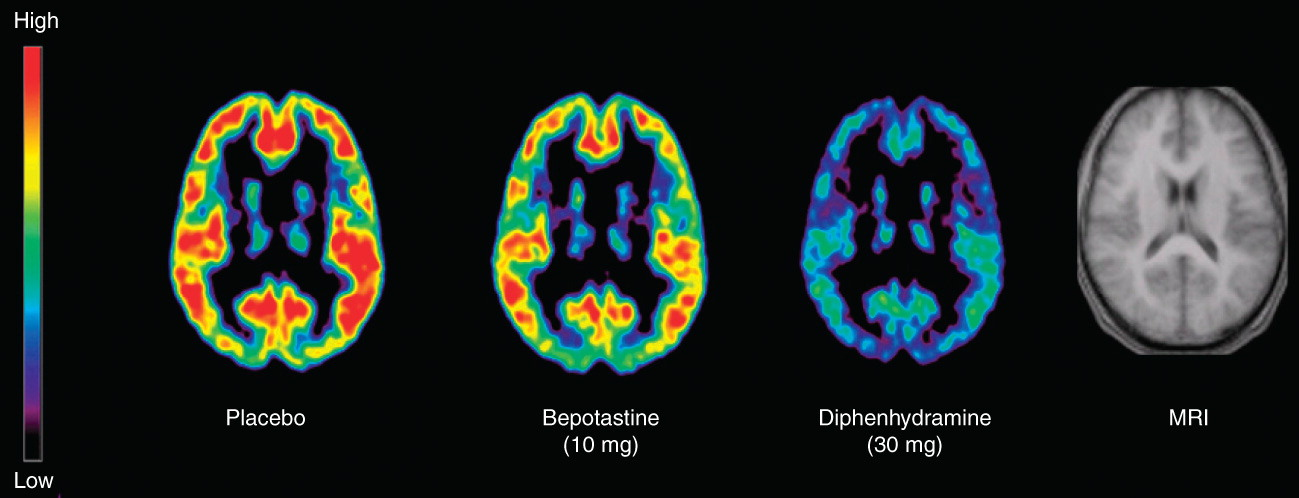 High
Low
Placebo
Bepotastine
(10 mg)
Diphenhydramine
(30 mg)
MRI